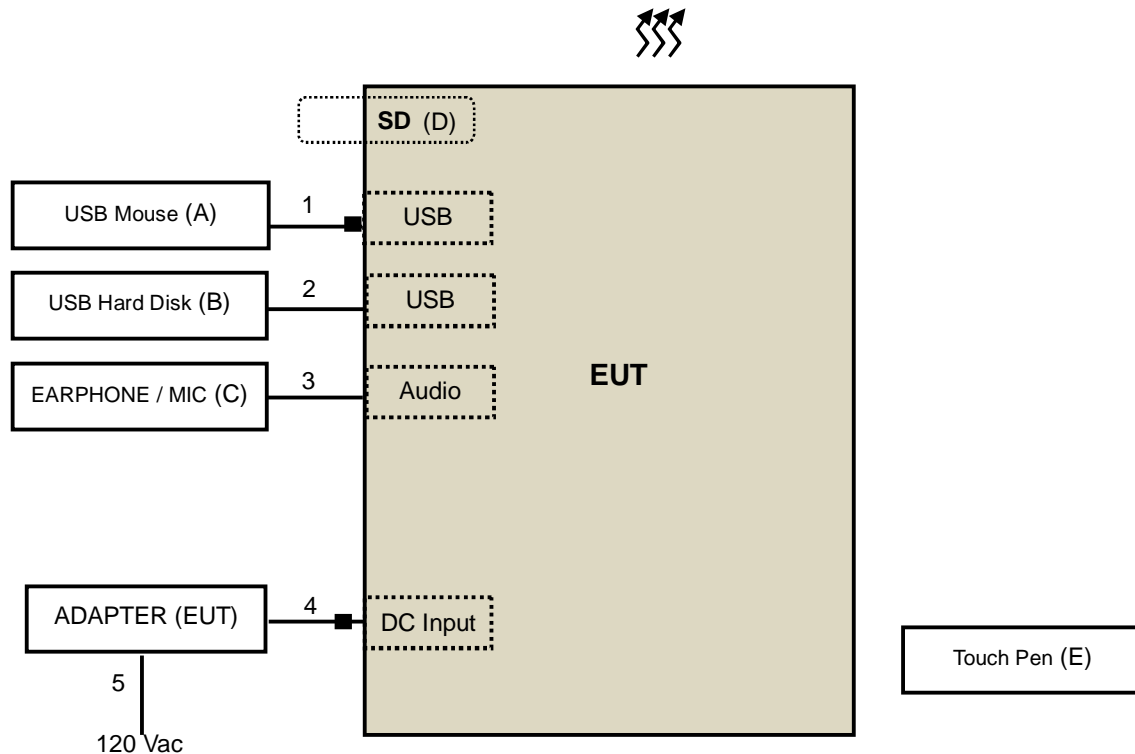 SD (D)
USB Mouse (A)
1
USB
USB Hard Disk (B)
2
USB
EARPHONE / MIC (C)
3
Audio
EUT
ADAPTER (EUT)
4
DC Input
Touch Pen (E)
5
120 Vac